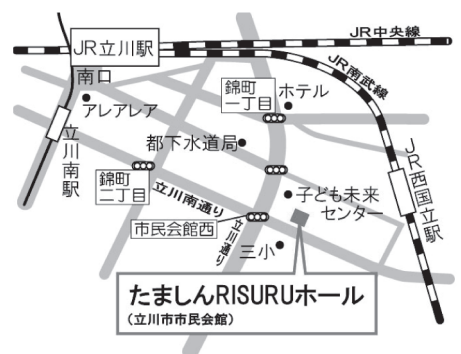 JR中央線
JR立川駅
JR南武線
南口
アレアレア
立川南駅
錦町
一丁目
ホテル
都下水道局
錦町
二丁目
立川南通り
市民会館西
立川通り
子ども未来
センター
JR西国立駅
三小
たましんRISURUホール
(立川市市民会館)